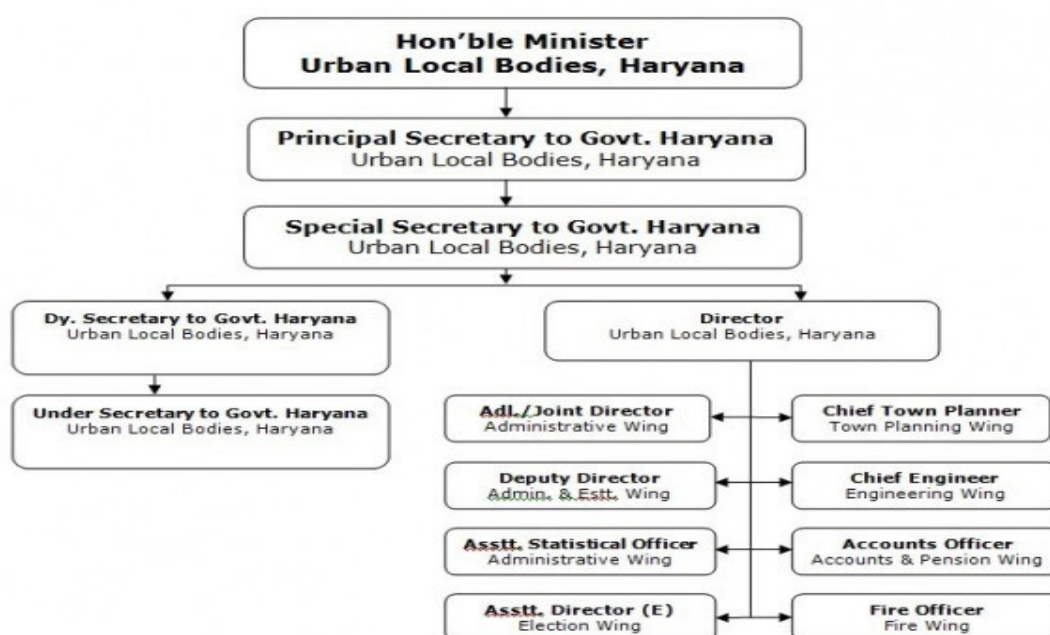 Hon'ble Minister
Urban Local Bodies, Haryana
Principal Secretary to Govt. Haryana
Urban Local Bodies, Haryana
Special Secretary to Govt. Haryana
Urban Local Bodies, Haryana
Dy. Secretary to Govt. Haryana
Urban Local Bodies, Haryana
Director
Urban Local Bodies, Haryana
Under Secretary to Govt. Haryana
Urban Local Bodies, Haryana
Adl./Joint Director
Administrative Wing
Chief Town Planner
Town Planning Wing
Deputy Director
Admin. & Estt. Wing
Chief Engineer
Engineering Wing
Asstt. Statistical Officer
Administrative Wing
Accounts Officer
Accounts & Pension Wing
Asstt. Director (E)
Election Wing
Fire Officer
Fire Wing